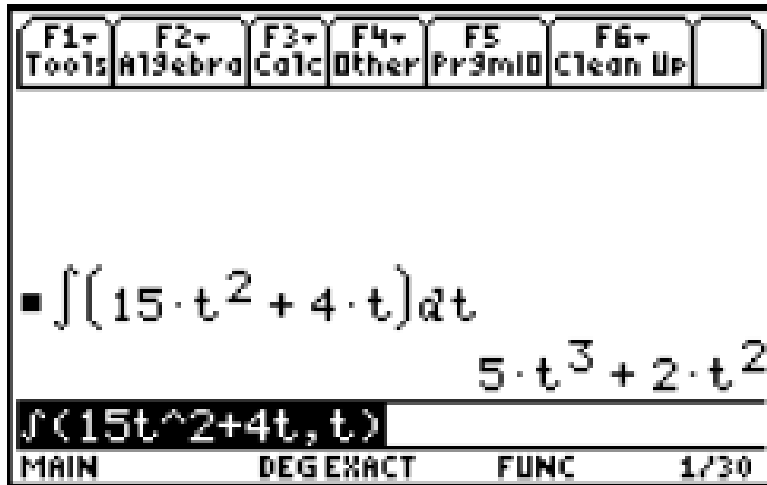 F1▾ F2▾ F3▾ F4▾ F5 F6▾
Tools Algebra Calc Other PrgmIO Clean Up
▪∫(15·t² + 4·t)dt
5·t³ + 2·t²
∫(15t^2+4t,t)
MAIN DEG EXACT FUNC 1/30